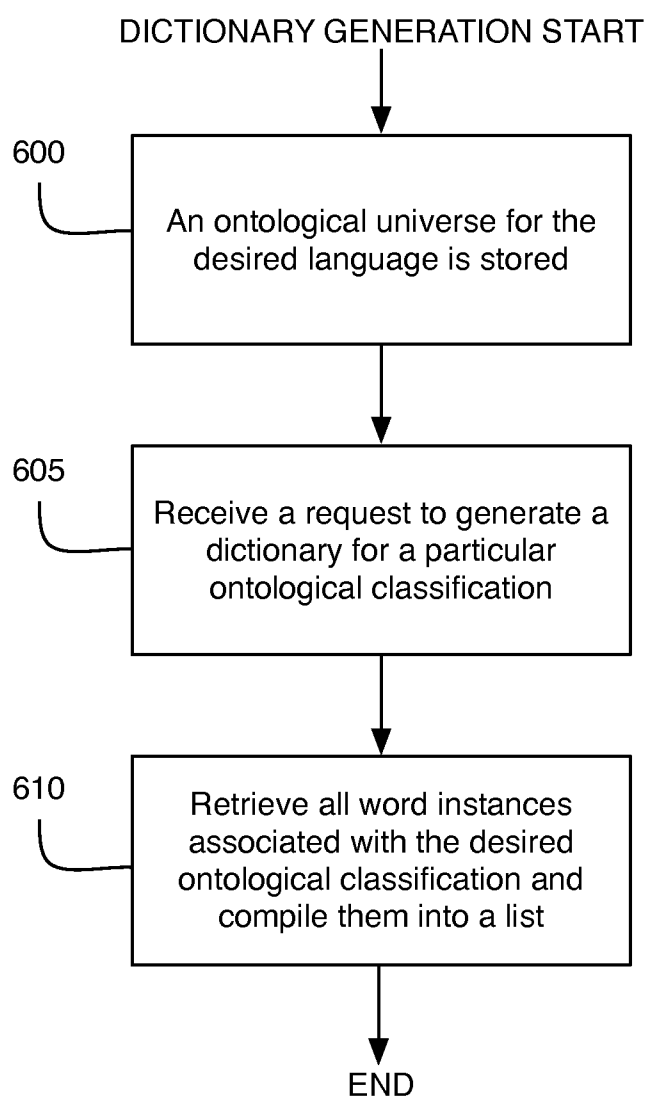 DICTIONARY GENERATION START
600
An ontological universe for the
desired language is stored
605
Receive a request to generate a
dictionary for a particular
ontological classification
610
Retrieve all word instances
associated with the desired
ontological classification and
compile them into a list
END